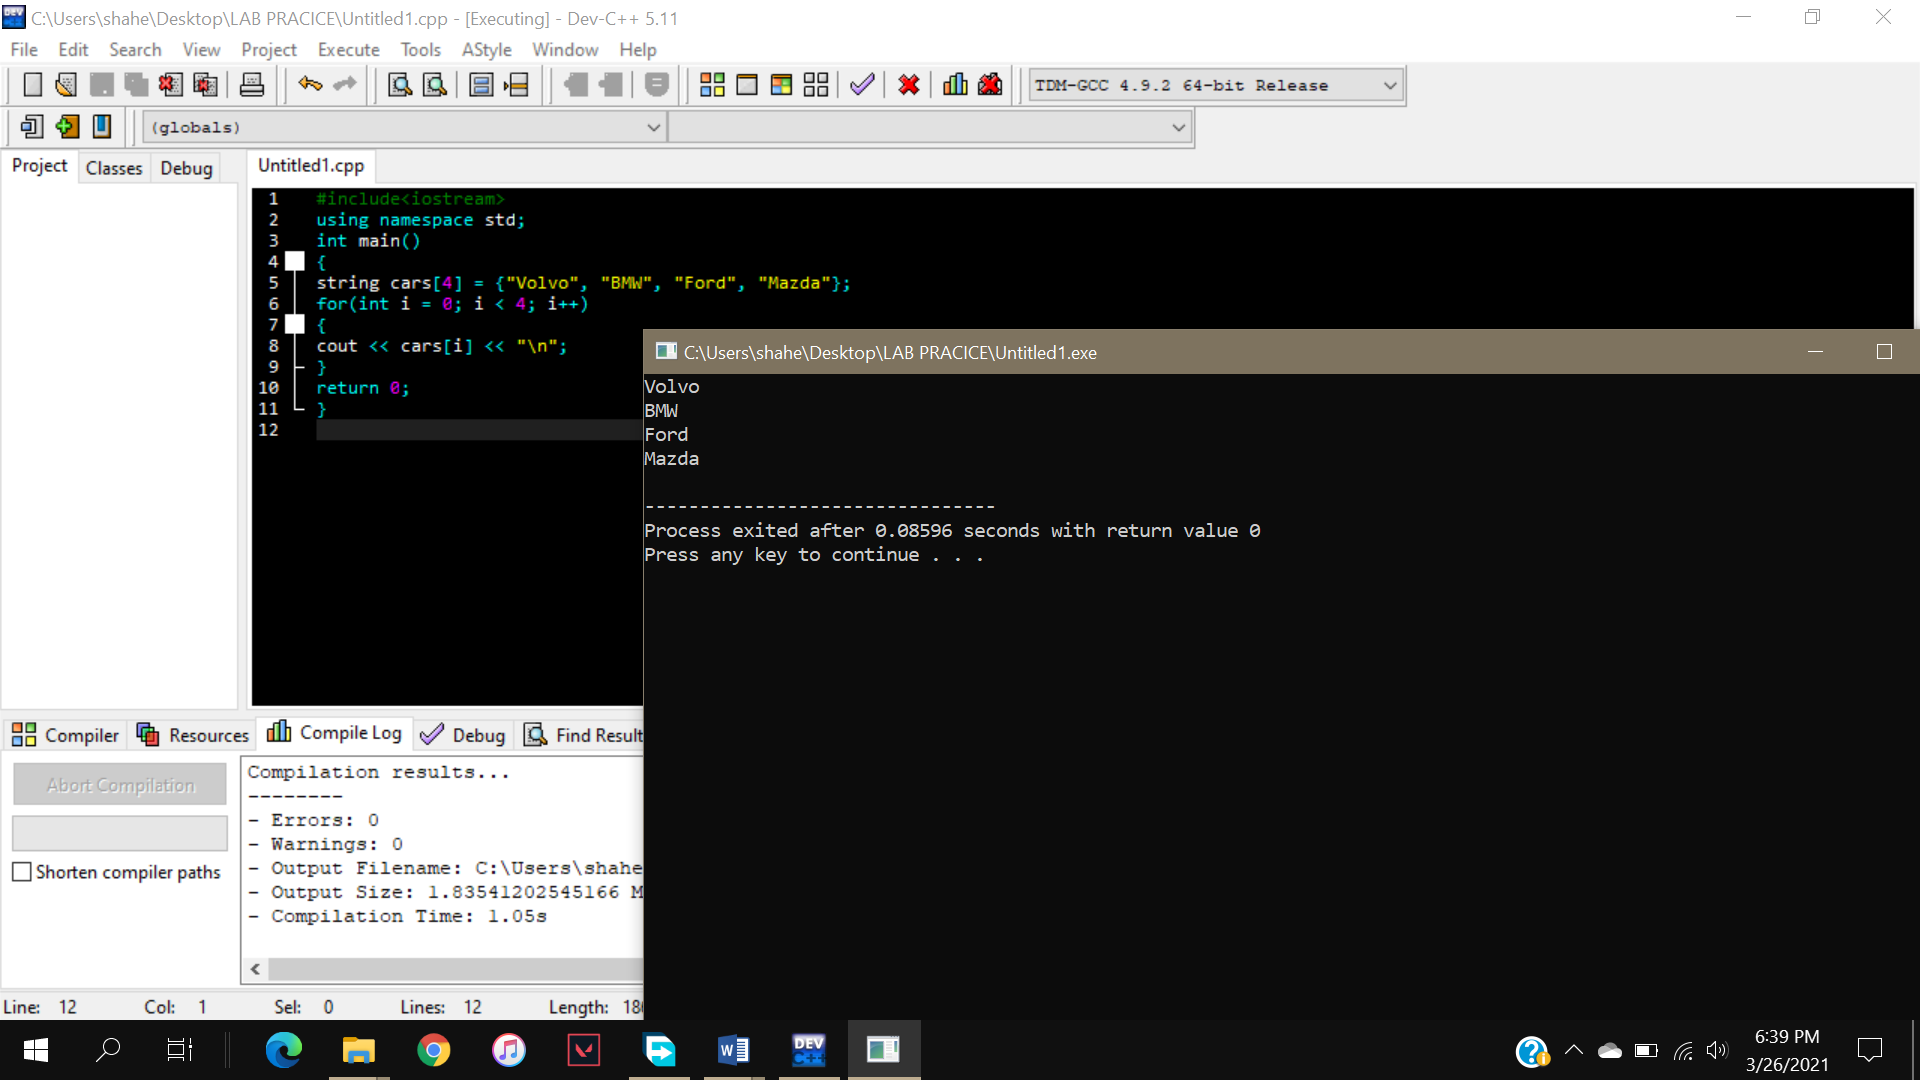 C:\Users\shahe\Desktop\LAB PRACICE\Untitled1.cpp - [Executing] - Dev-C++ 5.11
File Edit Search View Project Execute Tools AStyle Window Help
TDM-GCC 4.9.2 64-bit Release
(globals)
Project Classes Debug
Untitled1.cpp
1 #include<iostream>
2 using namespace std;
3 int main()
4 {
5 string cars[4] = {"Volvo", "BMW", "Ford", "Mazda"};
6 for(int i = 0; i < 4; i++)
7 {
8 cout << cars[i] << "\n";
9 }
10 return 0;
11 }
12
C:\Users\shahe\Desktop\LAB PRACICE\Untitled1.exe
Volvo
BMW
Ford
Mazda
--------------------------------
Process exited after 0.08596 seconds with return value 0
Press any key to continue . . .
Compiler Resources Compile Log Debug Find Result
Abort Compilation
Shorten compiler paths
Compilation results...
--------
- Errors: 0
- Warnings: 0
- Output Filename: C:\Users\shahe
- Output Size: 1.83541202545166 M
- Compilation Time: 1.05s
Line: 12 Col: 1 Sel: 0 Lines: 12 Length: 18
DEV C++
6:39 PM
3/26/2021